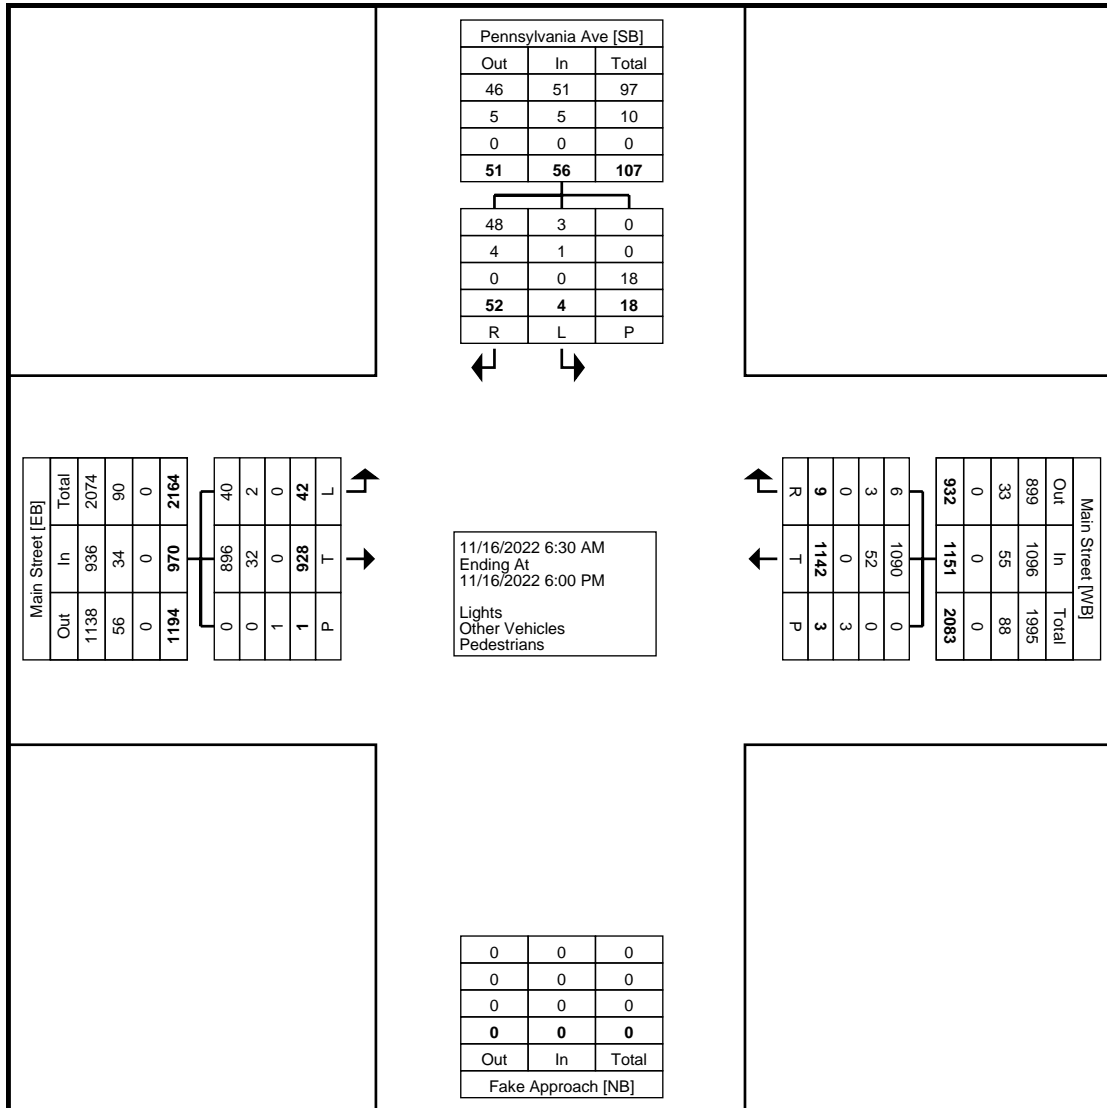 Pennsylvania Ave [SB]
Out In Total
46 51 97
5 5 10
0 0 0
51 56 107
48 3 0
4 1 0
0 0 18
52 4 18
R L P
Main Street [EB]
Total In Out
2074 936 1138
90 34 56
0 0 0
2164 970 1194
40 896 0
2 32 0
0 0 1
42 928 1
L T P
11/16/2022 6:30 AM
Ending At
11/16/2022 6:00 PM
Lights
Other Vehicles
Pedestrians
Main Street [WB]
Out In Total
899 1096 1995
33 55 88
0 0 0
932 1151 2083
6 1090 0
3 52 0
0 0 3
9 1142 3
R T P
0 0 0
0 0 0
0 0 0
0 0 0
Out In Total
Fake Approach [NB]